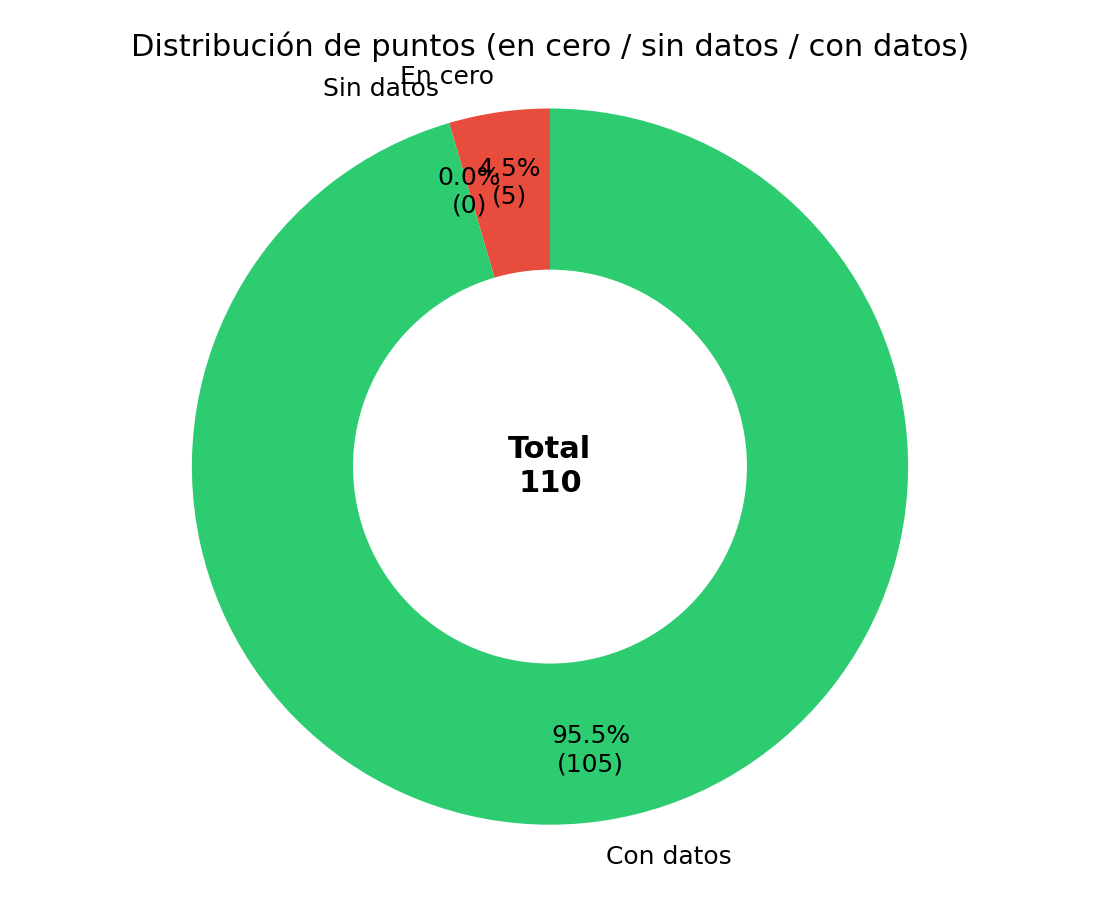 Distribución de puntos (en cero / sin datos / con datos)
En cero
Sin datos
4.5%
(5)
0.0%
(0)
Total
110
95.5%
(105)
Con datos